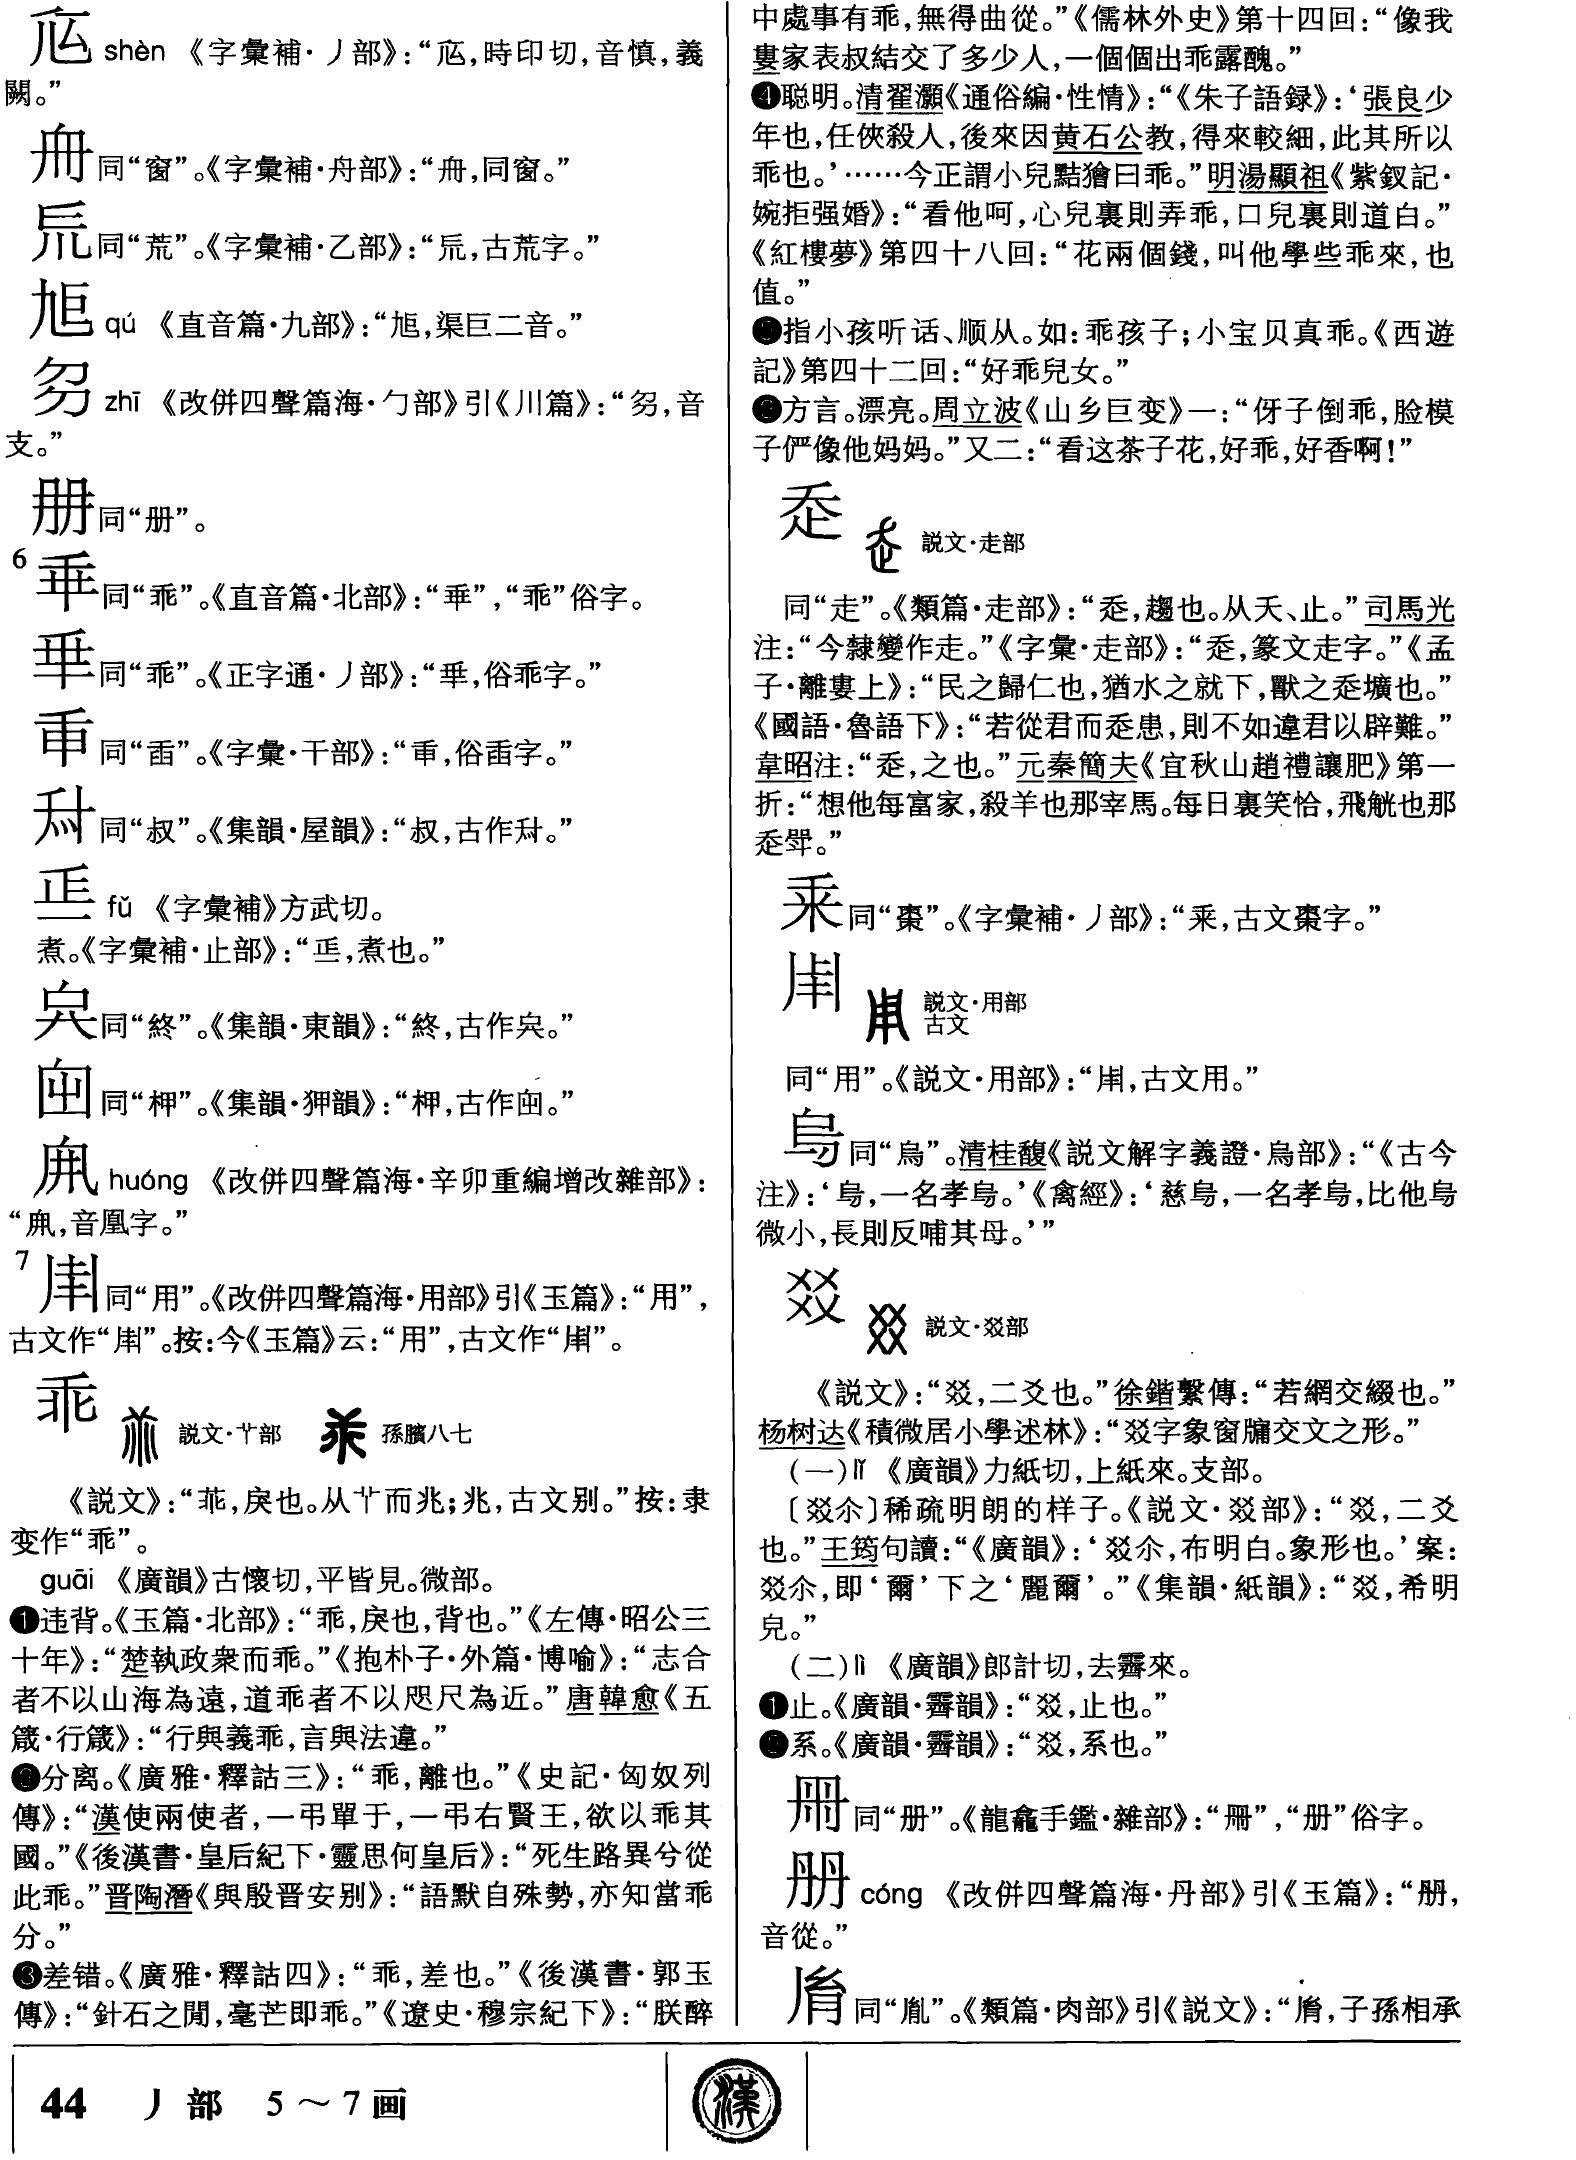 shèn 《字彙補·丿部》：“，時印切，音慎，義
闕。”
同“窗”。《字彙補·舟部》：“，同窗。”
同“荒”。《字彙補·乙部》：“，古荒字。”
qú 《直音篇·九部》：“，渠巨二音。”
zhī 《改併四聲篇海·勹部》引《川篇》：“，音
支。”
同“册”。
6
同“乖”。《直音篇·北部》：“”，“乖”俗字。
同“乖”。《正字通·丿部》：“，俗乖字。”
同“臿”。《字彙·干部》：“，俗臿字。”
同“叔”。《集韻·屋韻》：“叔，古作。”
fǔ 《字彙補》方武切。
煮。《字彙補·止部》：“，煮也。”
同“終”。《集韻·東韻》：“終，古作。”
同“柙”。《集韻·狎韻》：“柙，古作。”
huóng 《改併四聲篇海·辛卯重編增改雜部》：
“，音凰字。”
7
同“用”。《改併四聲篇海·用部》引《玉篇》：“用”，
古文作“”。按：今《玉篇》云：“用”，古文作“”。
乖 説文·𠁥部 孫臏八七
《説文》：“𠁥，戾也。从而兆；兆，古文别。”按：隶
变作“乖”。
guāi 《廣韻》古懷切，平皆見。微部。
❶违背。《玉篇·北部》：“乖，戾也，背也。”《左傳·昭公三
十年》：“楚執政衆而乖。”《抱朴子·外篇·博喻》：“志合
者不以山海為遠，道乖者不以咫尺為近。”唐韓愈《五
箴·行箴》：“行與義乖，言與法違。”
❷分离。《廣雅·釋詁三》：“乖，離也。”《史記·匈奴列
傳》：“漢使兩使者，一弔單于，一弔右賢王，欲以乖其
國。”《後漢書·皇后紀下·靈思何皇后》：“死生路異兮從
此乖。”晋陶潛《與殷晋安别》：“語默自殊勢，亦知當乖
分。”
❸差错。《廣雅·釋詁四》：“乖，差也。”《後漢書·郭玉
傳》：“針石之閒，毫芒即乖。”《遼史·穆宗紀下》：“朕醉
中處事有乖，無得曲從。”《儒林外史》第十四回：“像我
婁家表叔結交了多少人，一個個出乖露醜。”
❹聪明。清翟灝《通俗編·性情》：“《朱子語録》：‘張良少
年也，任俠殺人，後來因黄石公教，得來較細，此其所以
乖也。’……今正謂小兒黠獪曰乖。”明湯顯祖《紫釵記·
婉拒强婚》：“看他呵，心兒裏則弄乖，口兒裏則道白。”
《紅樓夢》第四十八回：“花兩個錢，叫他學些乖來，也
值。”
❺指小孩听话、顺从。如：乖孩子；小宝贝真乖。《西遊
記》第四十二回：“好乖兒女。”
❻方言。漂亮。周立波《山乡巨变》一：“伢子倒乖，脸模
子俨像他妈妈。”又二：“看这茶子花，好乖，好香啊！”
㞫 説文·走部
同“走”。《類篇·走部》：“㞫，趨也。从夭、止。”司馬光
注：“今隸變作走。”《字彙·走部》：“㞫，篆文走字。”《孟
子·離婁上》：“民之歸仁也，猶水之就下，獸之㞫壙也。”
《國語·魯語下》：“若從君而㞫患，則不如違君以辟難。”
韋昭注：“㞫，之也。”元秦簡夫《宜秋山趙禮讓肥》第一
折：“想他每富家，殺羊也那宰馬。每日裏笑恰，飛觥也那
㞫斝。”
同“棗”。《字彙補·丿部》：“，古文棗字。”
説文·用部
古文
同“用”。《説文·用部》：“，古文用。”
同“烏”。清桂馥《説文解字義證·烏部》：“《古今
注》：‘，一名孝。’《禽經》：‘慈，一名孝，比他
微小，長則反哺其母。’”
㸚 説文·㸚部
《説文》：“㸚，二爻也。”徐鍇繫傳：“若網交綴也。”
杨树达《積微居小學述林》：“㸚字象窗牖交文之形。”
（一）lǐ 《廣韻》力紙切，上紙來。支部。
〔㸚尒〕稀疏明朗的样子。《説文·㸚部》：“㸚，二爻
也。”王筠句讀：“《廣韻》：‘㸚尒，布明白。象形也。’案：
㸚尒，即‘爾’下之‘麗爾’。”《集韻·紙韻》：“㸚，希明
皃。”
（二）lì 《廣韻》郎計切，去霽來。
❶止。《廣韻·霽韻》：“㸚，止也。”
❷系。《廣韻·霽韻》：“㸚，系也。”
同“册”。《龍龕手鑑·雜部》：“”，“册”俗字。
cóng 《改併四聲篇海·丹部》引《玉篇》：“，
音從。”
同“胤”。《類篇·肉部》引《説文》：“，子孫相承
44 丿部 5～7画
漢